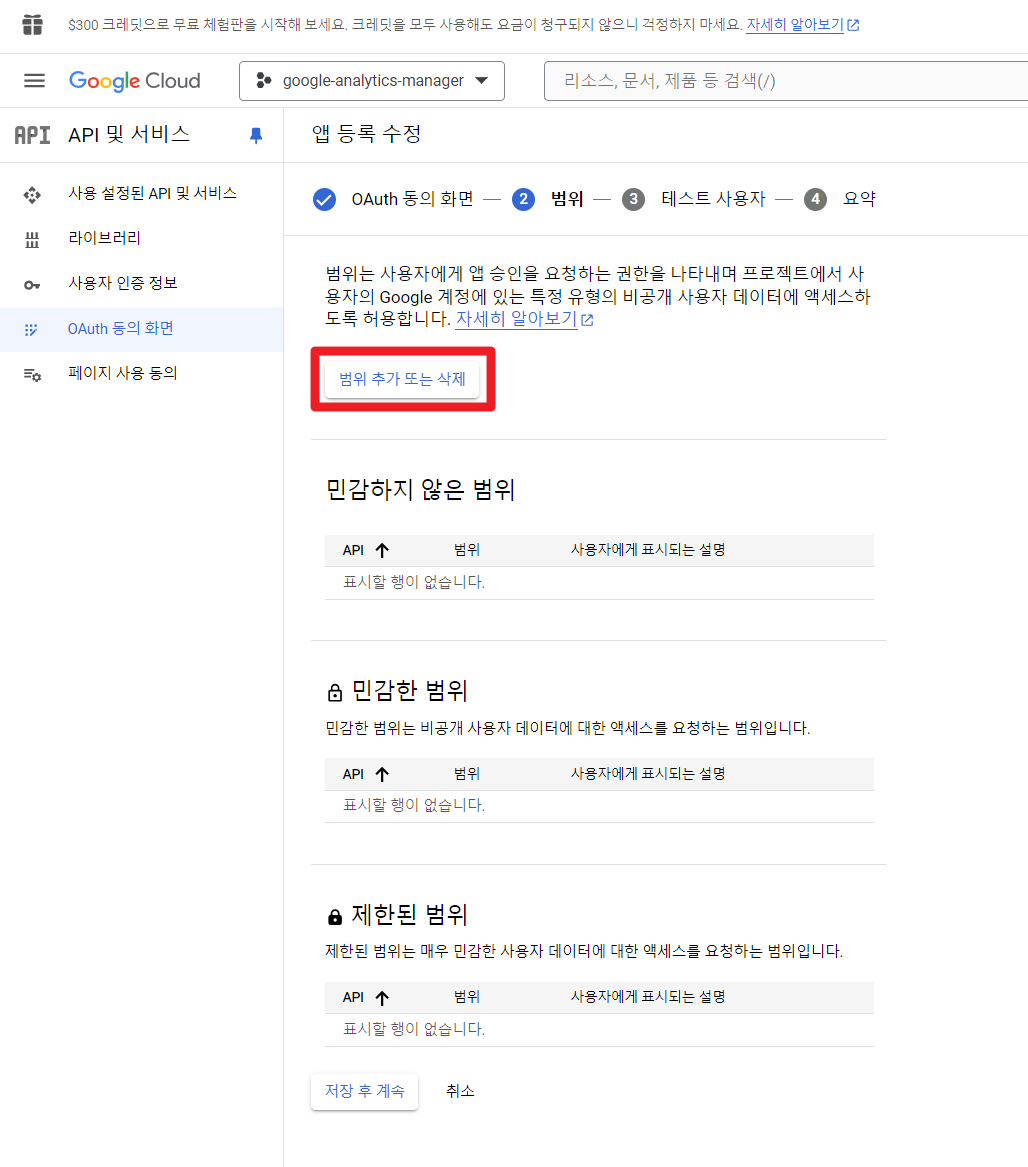 $300 크레딧으로 무료 체험판을 시작해 보세요. 크레딧을 모두 사용해도 요금이 청구되지 않으니 걱정하지 마세요. 자세히 알아보기
Google Cloud
google-analytics-manager
리소스, 문서, 제품 등 검색(/)
API API 및 서비스
앱 등록 수정
사용 설정된 API 및 서비스
라이브러리
사용자 인증 정보
OAuth 동의 화면
페이지 사용 동의
OAuth 동의 화면 — 2 범위 — 3 테스트 사용자 — 4 요약
범위는 사용자에게 앱 승인을 요청하는 권한을 나타내며 프로젝트에서 사
용자의 Google 계정에 있는 특정 유형의 비공개 사용자 데이터에 액세스하
도록 허용합니다. 자세히 알아보기
범위 추가 또는 삭제
민감하지 않은 범위
API 범위 사용자에게 표시되는 설명
표시할 행이 없습니다.
민감한 범위
민감한 범위는 비공개 사용자 데이터에 대한 액세스를 요청하는 범위입니다.
API 범위 사용자에게 표시되는 설명
표시할 행이 없습니다.
제한된 범위
제한된 범위는 매우 민감한 사용자 데이터에 대한 액세스를 요청하는 범위입니다.
API 범위 사용자에게 표시되는 설명
표시할 행이 없습니다.
저장 후 계속 취소